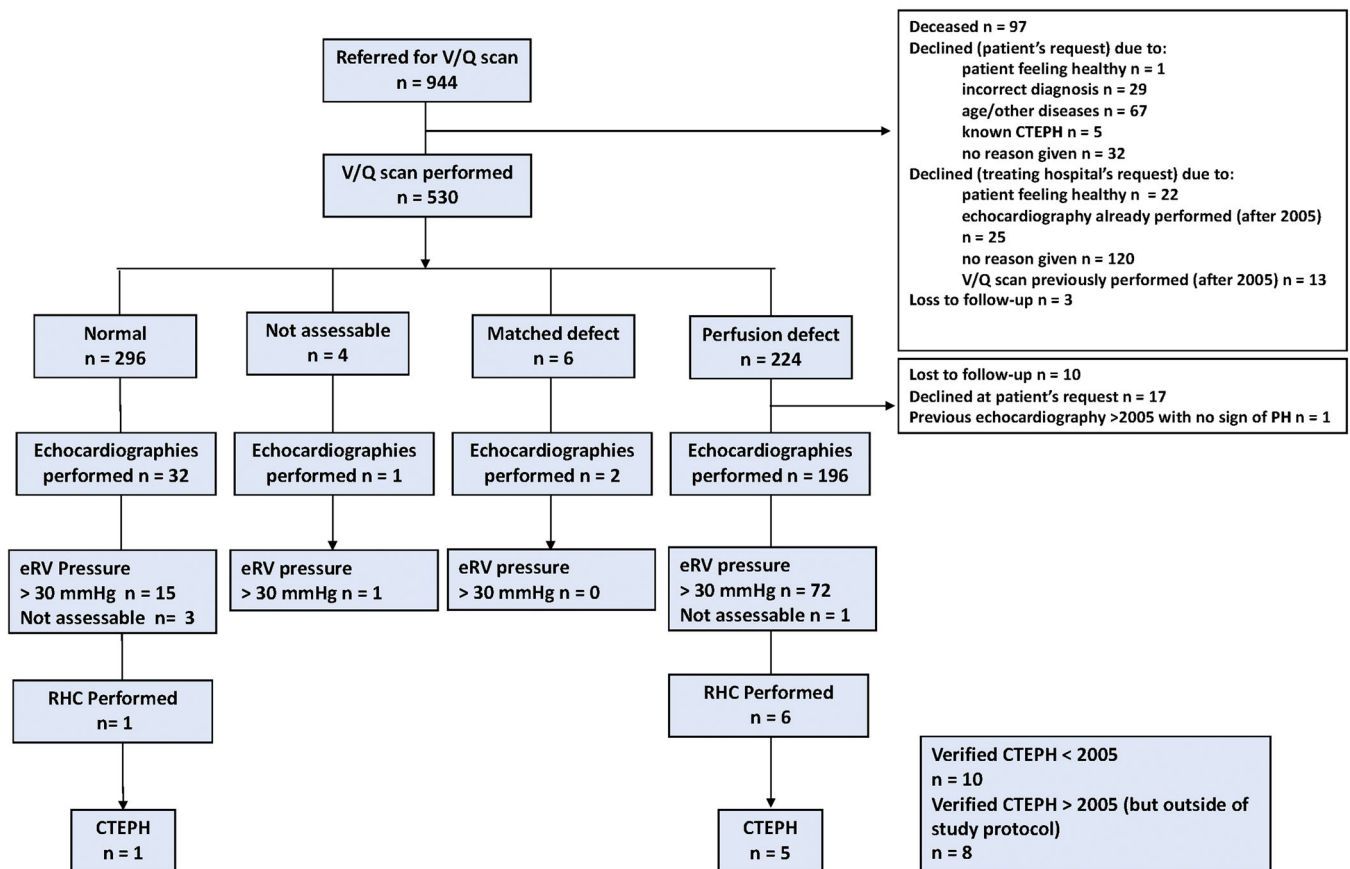 Referred for V/Q scan
n = 944
Deceased n = 97
Declined (patient's request) due to:
patient feeling healthy n = 1
incorrect diagnosis n = 29
age/other diseases n = 67
known CTEPH n = 5
no reason given n = 32
Declined (treating hospital's request) due to:
patient feeling healthy n = 22
echocardiography already performed (after 2005)
n = 25
no reason given n = 120
V/Q scan previously performed (after 2005) n = 13
Loss to follow-up n = 3
V/Q scan performed
n = 530
Normal
n = 296
Not assessable
n = 4
Matched defect
n = 6
Perfusion defect
n = 224
Lost to follow-up n = 10
Declined at patient's request n = 17
Previous echocardiography >2005 with no sign of PH n = 1
Echocardiographies
performed n = 32
Echocardiographies
performed n = 1
Echocardiographies
performed n = 2
Echocardiographies
performed n = 196
eRV Pressure
> 30 mmHg n = 15
Not assessable n= 3
eRV pressure
> 30 mmHg n = 1
eRV pressure
> 30 mmHg n = 0
eRV pressure
> 30 mmHg n = 72
Not assessable n = 1
RHC Performed
n= 1
RHC Performed
n = 6
CTEPH
n = 1
CTEPH
n = 5
Verified CTEPH < 2005
n = 10
Verified CTEPH > 2005 (but outside of
study protocol)
n = 8